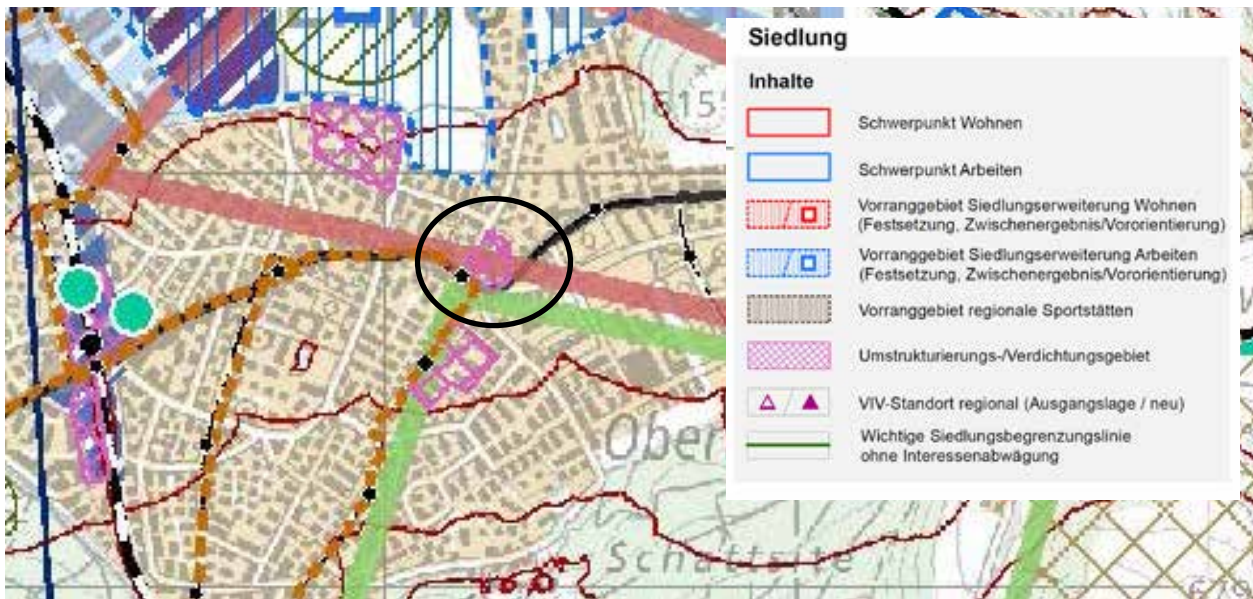 Siedlung
Inhalte
Schwerpunkt Wohnen
Schwerpunkt Arbeiten
Vorranggebiet Siedlungserweiterung Wohnen
(Festsetzung, Zwischenergebnis/Vororientierung)
Vorranggebiet Siedlungserweiterung Arbeiten
(Festsetzung, Zwischenergebnis/Vororientierung)
Vorranggebiet regionale Sportstätten
Umstrukturierungs-/Verdichtungsgebiet
VIV-Standort regional (Ausgangslage / neu)
Wichtige Siedlungsbegrenzungslinie
ohne Interessenabwägung
Ober
Schattsite